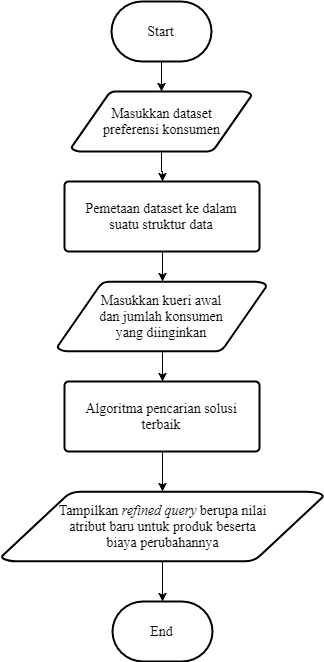 Start
Masukkan dataset
preferensi konsumen
Pemetaan dataset ke dalam
suatu struktur data
Masukkan kueri awal
dan jumlah konsumen
yang diinginkan
Algoritma pencarian solusi
terbaik
Tampilkan refined query berupa nilai
atribut baru untuk produk beserta
biaya perubahannya
End